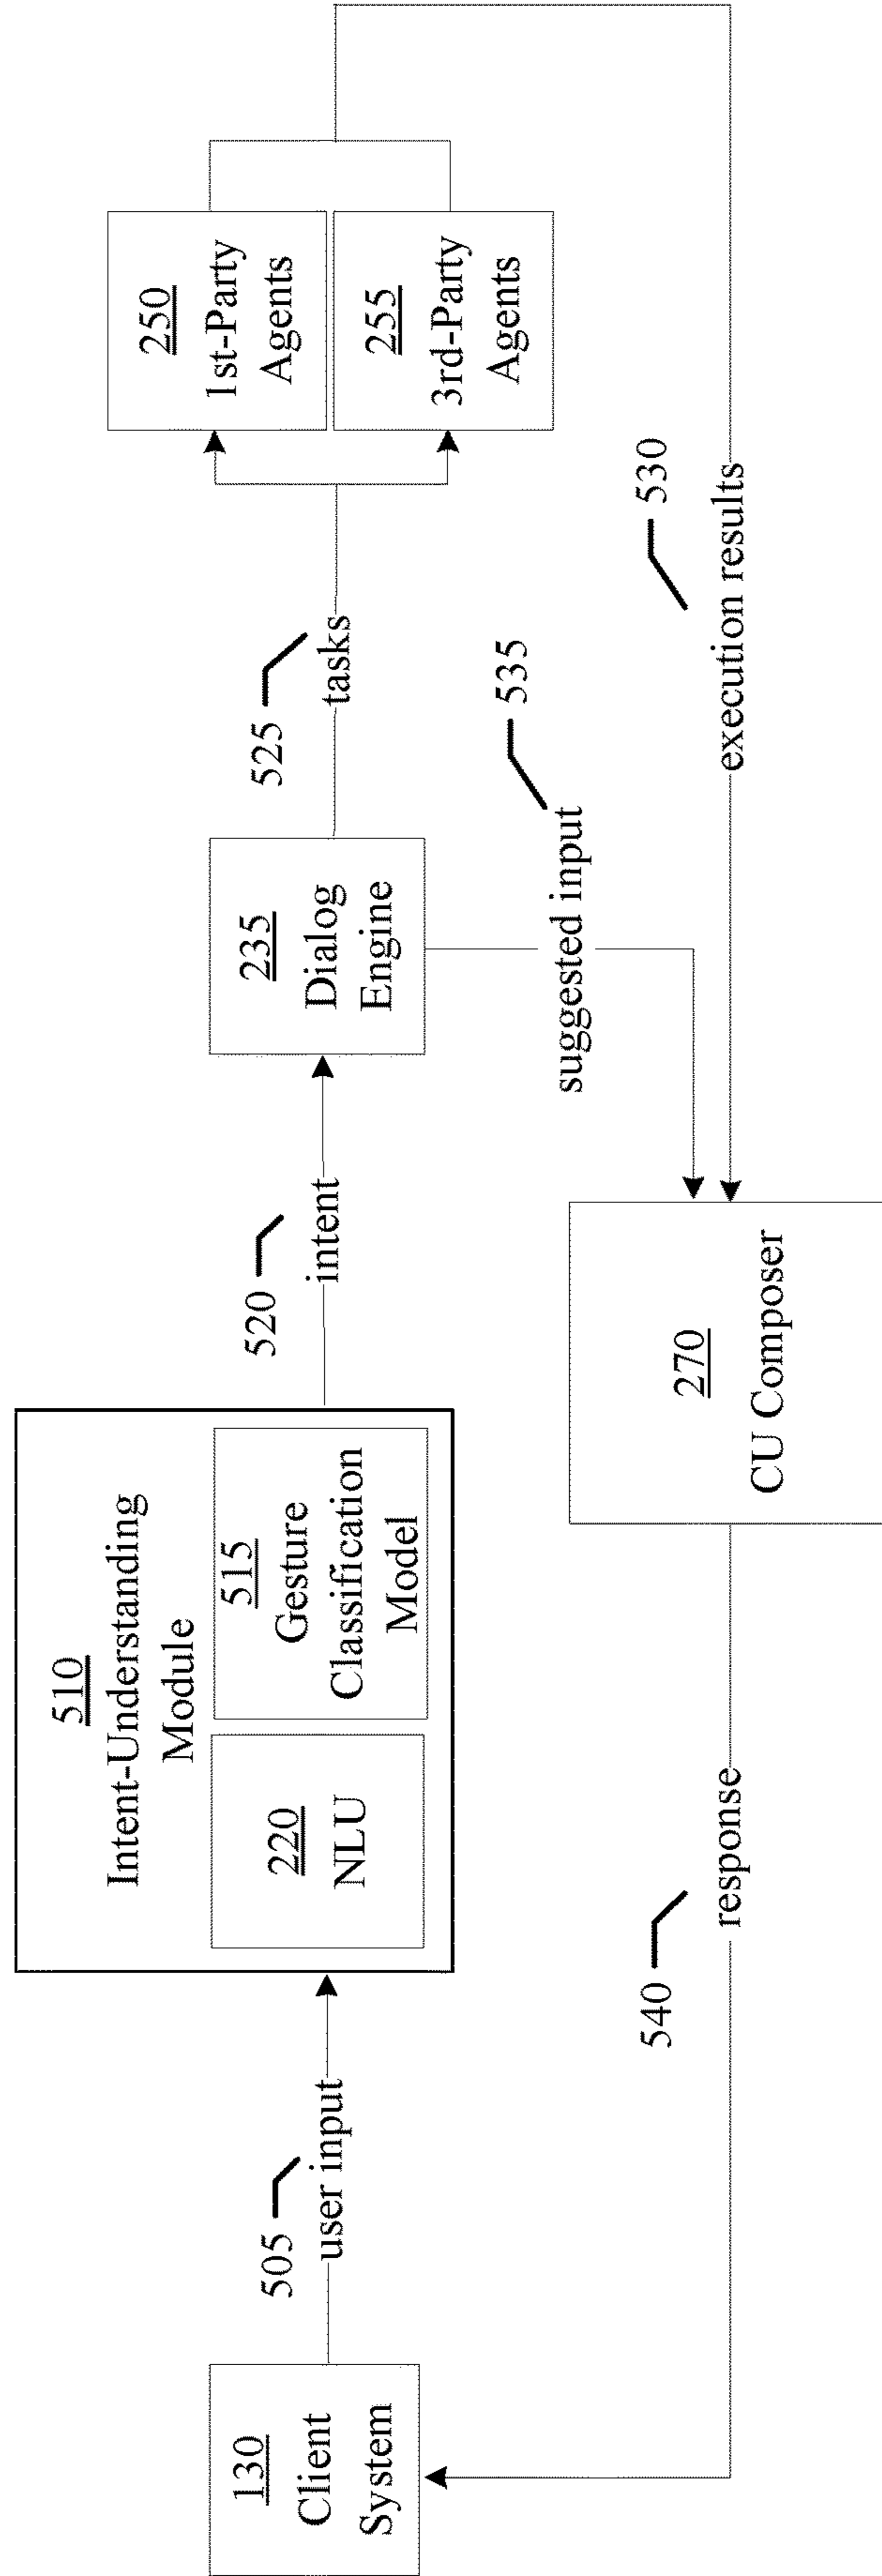 130
Client
System
505
user input
510
Intent-Understanding
Module
220
NLU
515
Gesture
Classification
Model
520
intent
235
Dialog
Engine
525
tasks
250
1st-Party
Agents
255
3rd-Party
Agents
535
suggested input
530
execution results
270
CU Composer
540
response